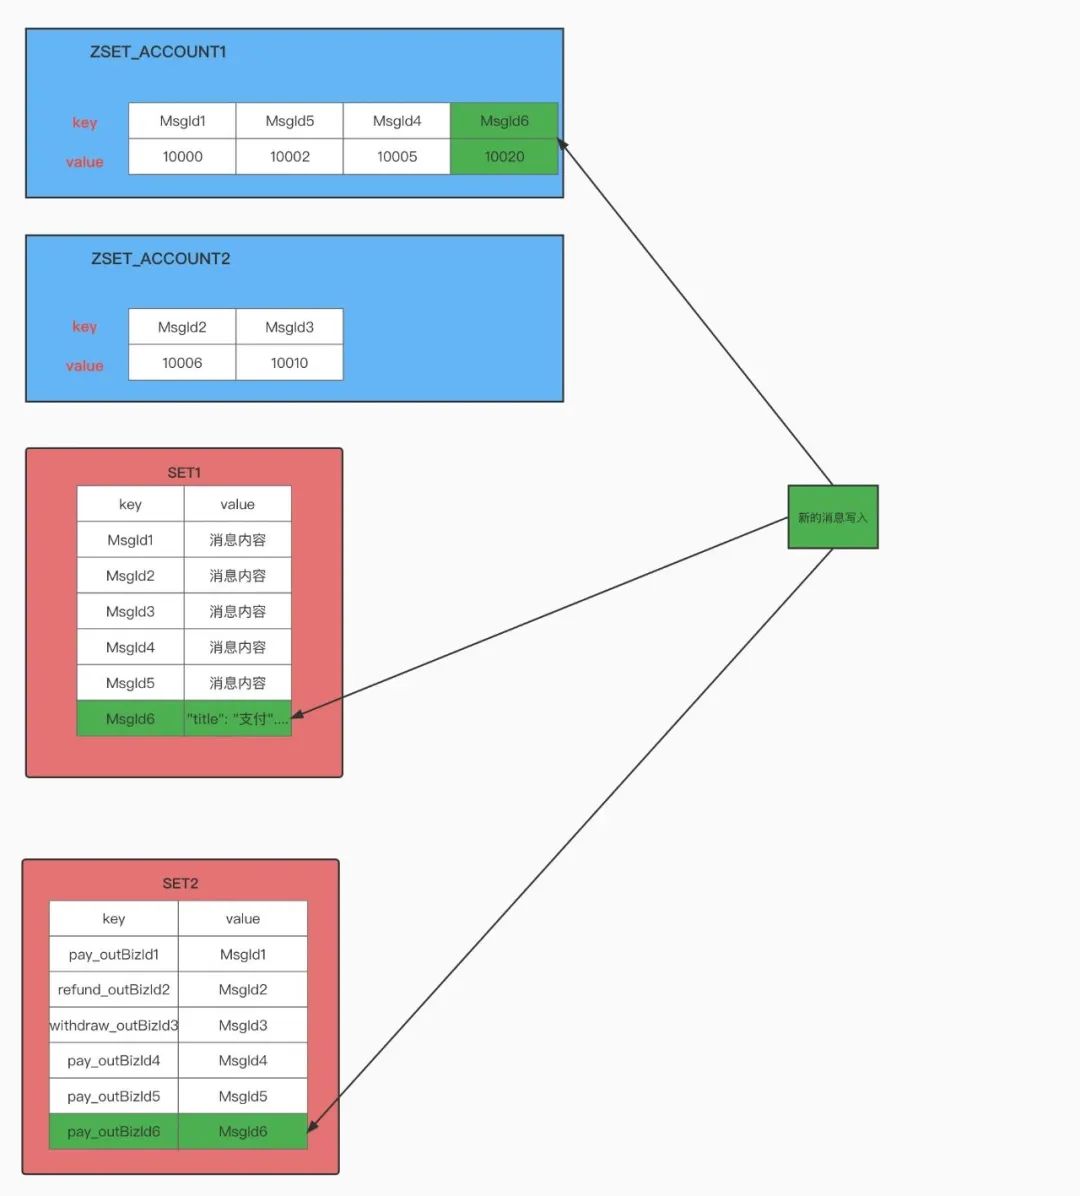 ZSET_ACCOUNT1
key MsgId1 MsgId5 MsgId4 MsgId6
value 10000 10002 10005 10020
ZSET_ACCOUNT2
key MsgId2 MsgId3
value 10006 10010
SET1
key value
MsgId1 消息内容
MsgId2 消息内容
MsgId3 消息内容
MsgId4 消息内容
MsgId5 消息内容
MsgId6 "title": "支付"....
新的消息写入
SET2
key value
pay_outBizId1 MsgId1
refund_outBizId2 MsgId2
withdraw_outBizId3 MsgId3
pay_outBizId4 MsgId4
pay_outBizId5 MsgId5
pay_outBizId6 MsgId6